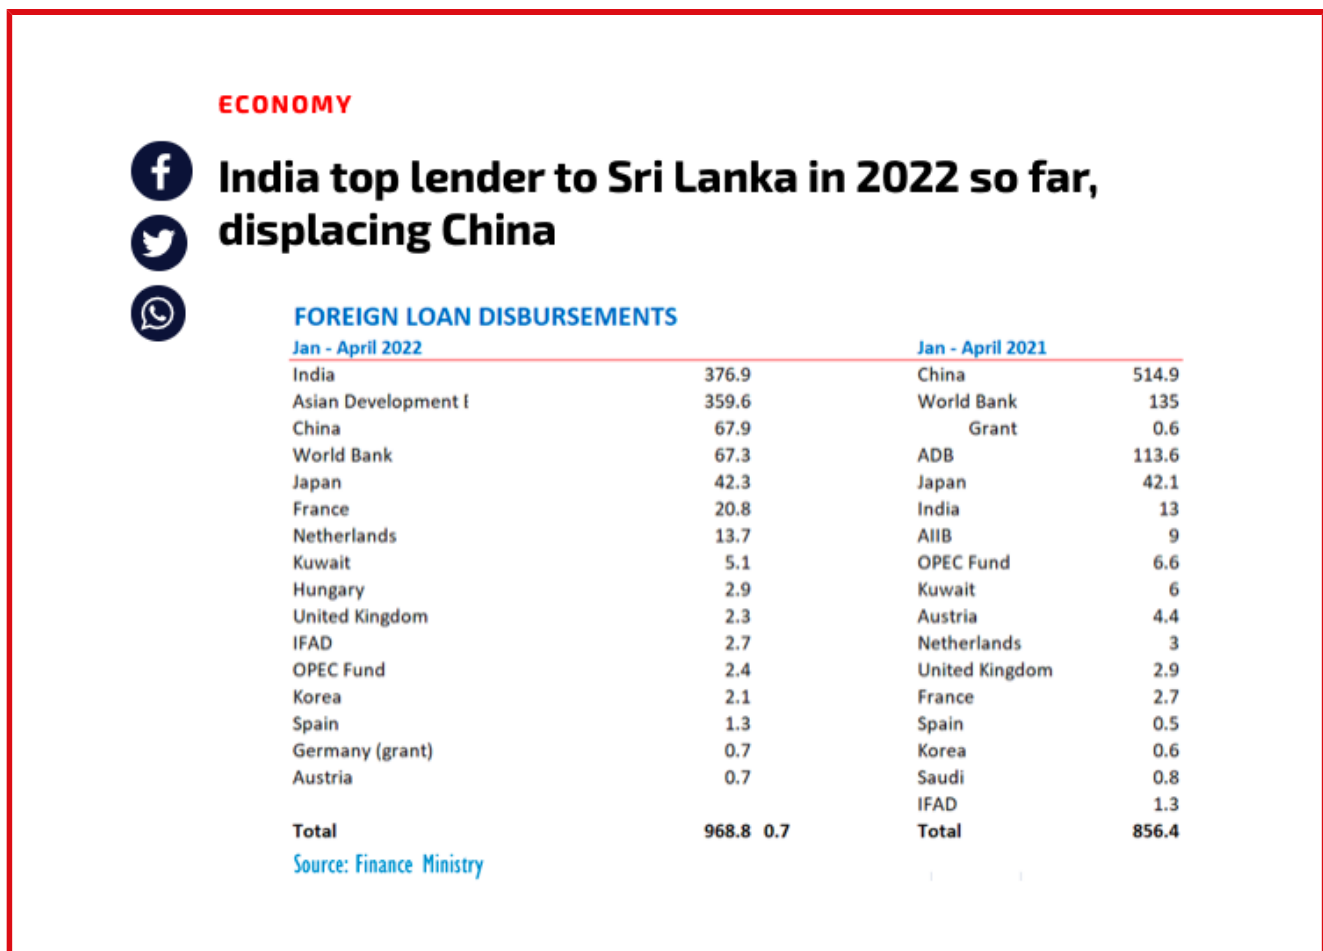 ECONOMY
India top lender to Sri Lanka in 2022 so far,
displacing China
FOREIGN LOAN DISBURSEMENTS
Jan - April 2022 Jan - April 2021
India 376.9 China 514.9
Asian Development 359.6 World Bank 135
China 67.9 Grant 0.6
World Bank 67.3 ADB 113.6
Japan 42.3 Japan 42.1
France 20.8 India 13
Netherlands 13.7 AIIB 9
Kuwait 5.1 OPEC Fund 6.6
Hungary 2.9 Kuwait 6
United Kingdom 2.3 Austria 4.4
IFAD 2.7 Netherlands 3
OPEC Fund 2.4 United Kingdom 2.9
Korea 2.1 France 2.7
Spain 1.3 Spain 0.5
Germany (grant) 0.7 Korea 0.6
Austria 0.7 Saudi 0.8
IFAD 1.3
Total 968.8 0.7 Total 856.4
Source: Finance Ministry